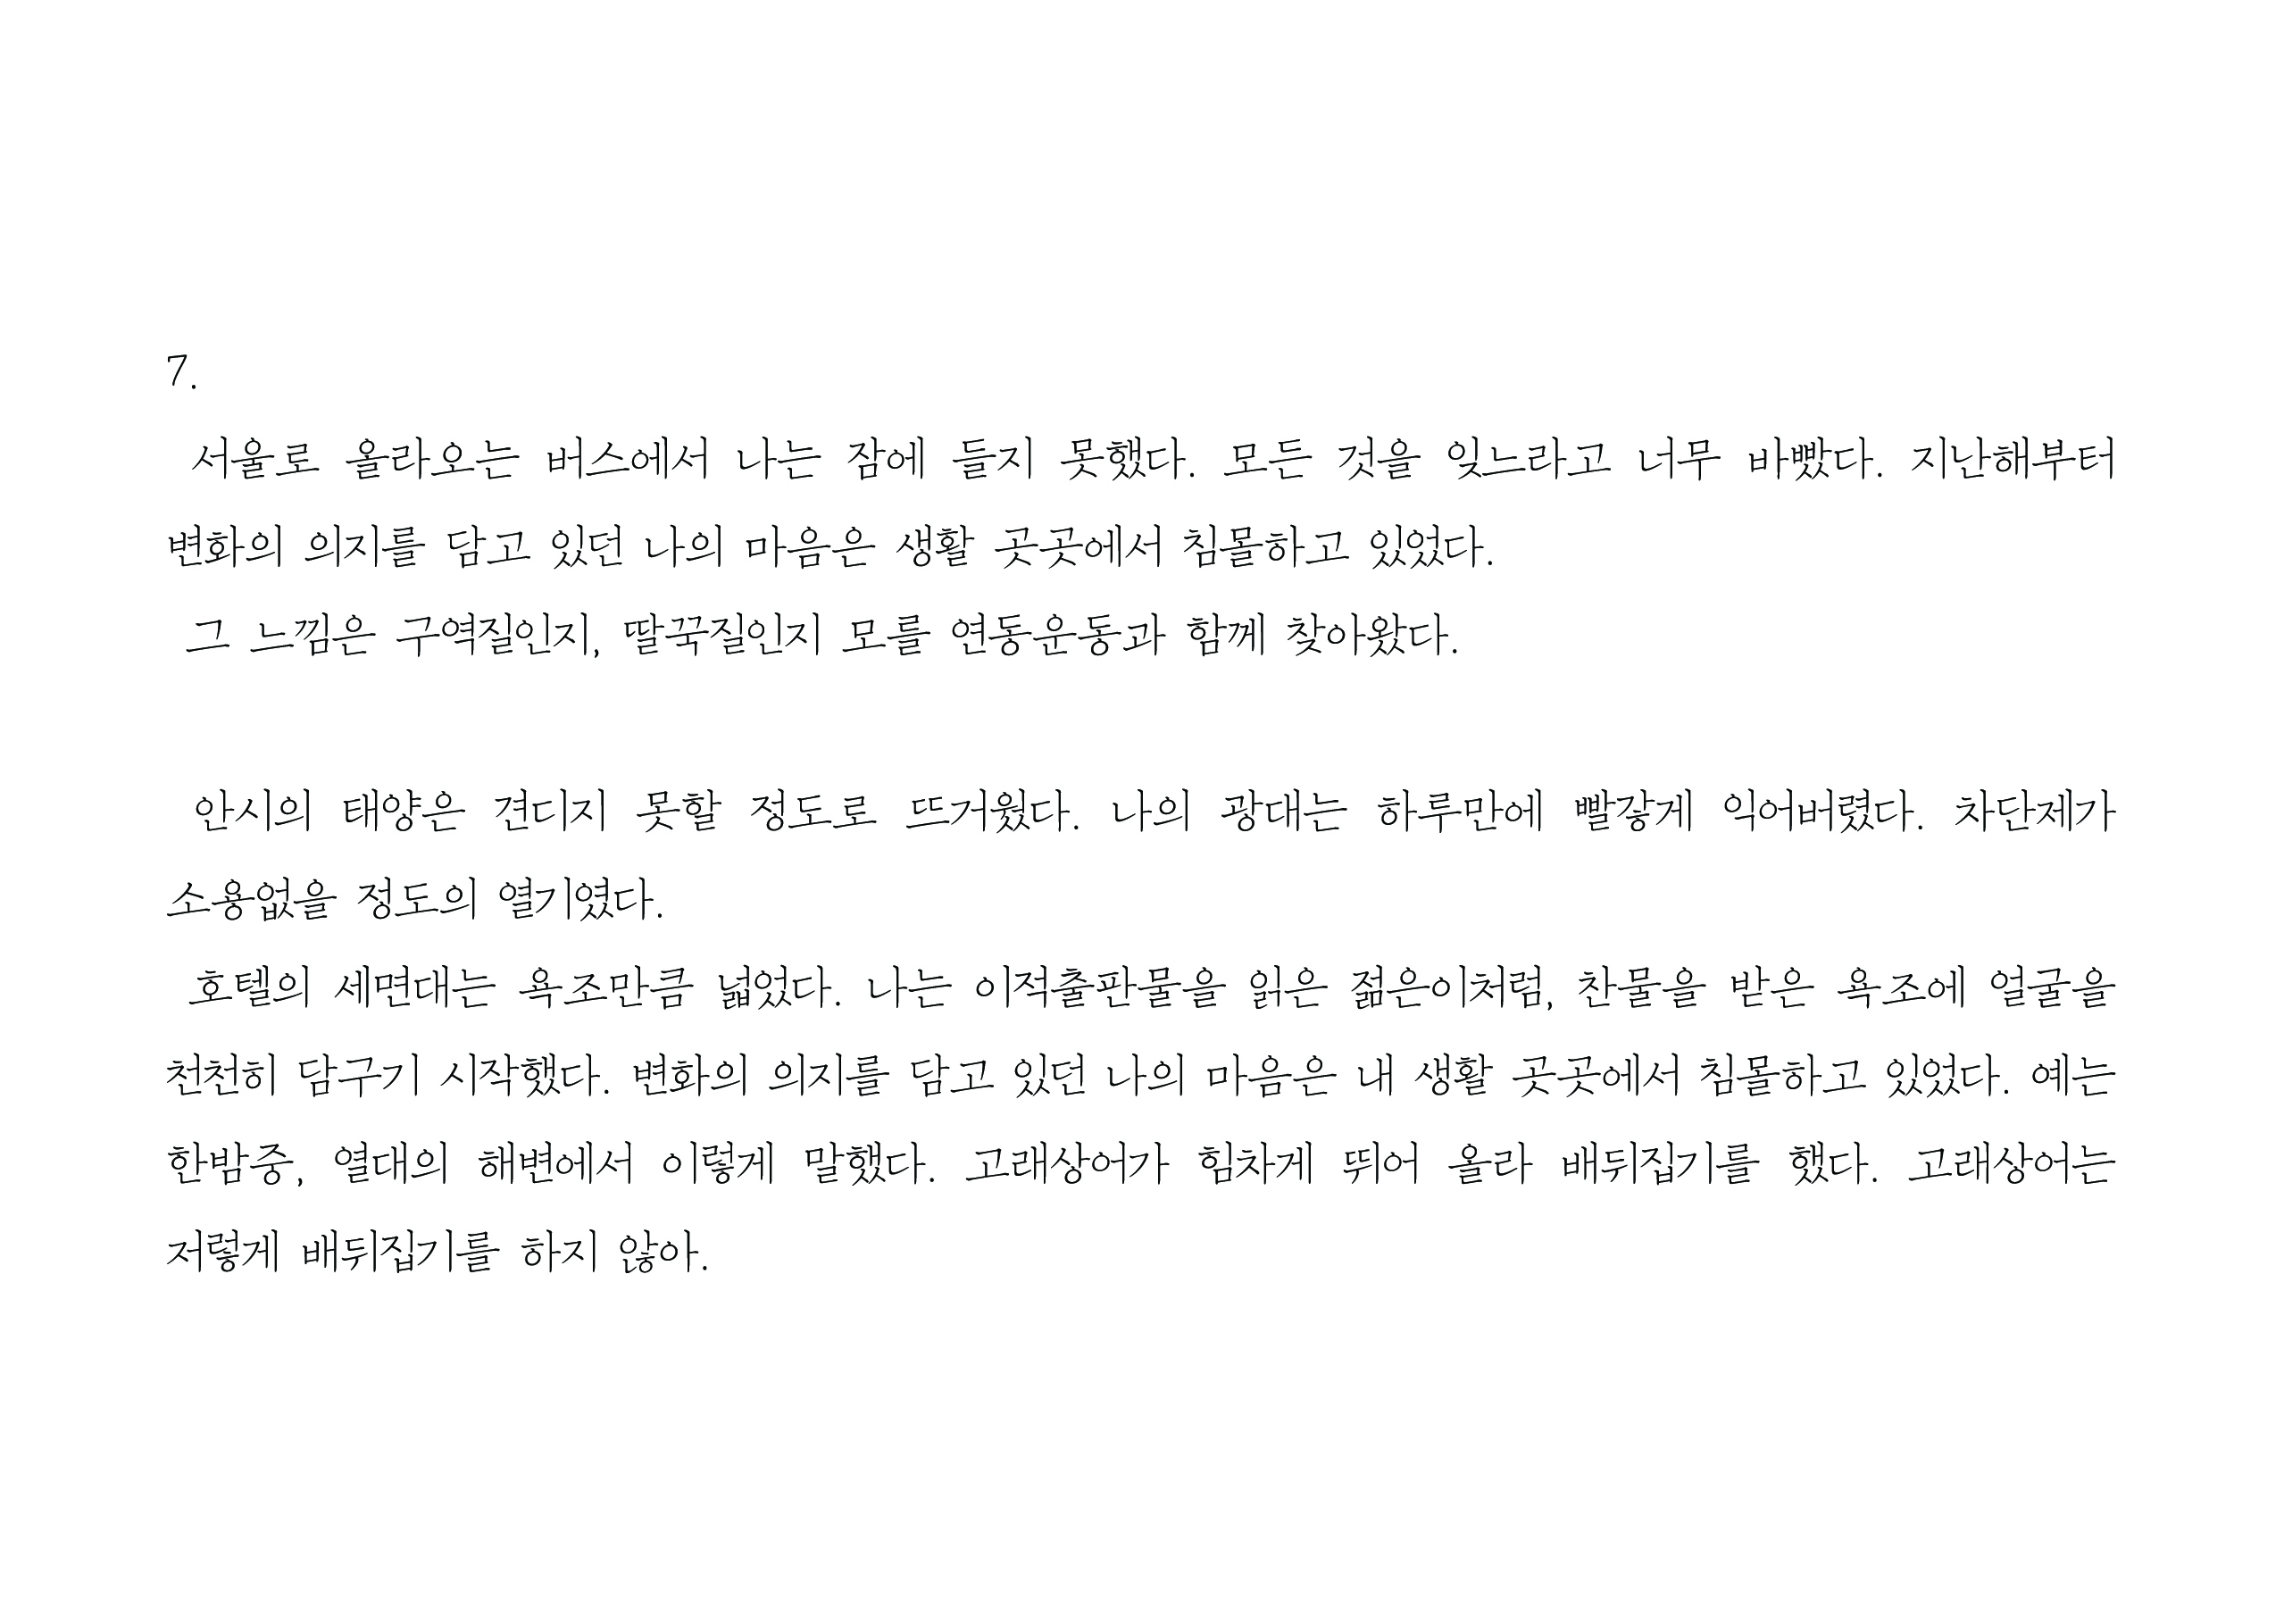 7.
서울로 올라오는 버스에서 나는 잠에 들지 못했다. 모든 것을 잊느라고 너무 바빴다. 지난해부터
변화의 의지를 담고 있던 나의 마음은 생활 곳곳에서 침몰하고 있었다.
그 느낌은 구역질인지, 딸꾹질인지 모를 연동운동과 함께 찾아왔다.
안시의 태양은 견디지 못할 정도로 뜨거웠다. 나의 광대는 하루만에 빨갛게 익어버렸다. 차단제가
소용없을 정도의 열기였다.
호텔의 세면대는 욕조만큼 넓었다. 나는 이적출판물을 읽은 젊은이처럼, 찬물을 받은 욕조에 얼굴을
천천히 담구기 시작했다. 변화의 의지를 담고 있던 나의 마음은 내 생활 곳곳에서 침몰하고 있었다. 예는
한밤중, 열대의 해변에서 이렇게 말했다. 고래상어가 힘차게 뛰어 올라 배뒤집기를 했다. 고래상어는
저렇게 배뒤집기를 하지 않아.